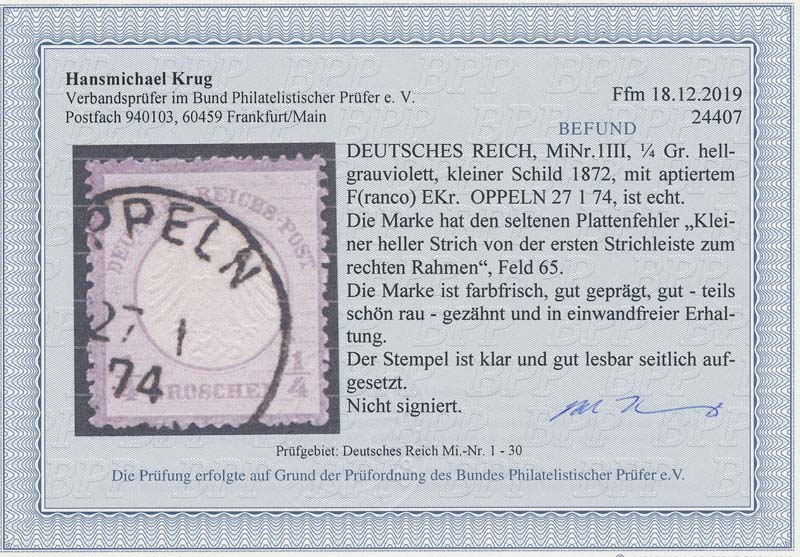 Hansmichael Krug
Verbandsprüfer im Bund Philatelistischer Prüfer e. V.
Postfach 940103, 60459 Frankfurt/Main
Ffm 18.12.2019
24407
BEFUND
DEUTSCHES REICH, MiNr.1III, ¼ Gr. hell-
grauviolett, kleiner Schild 1872, mit aptiertem
F(ranco) EKr. OPPELN 27 1 74, ist echt.
Die Marke hat den seltenen Plattenfehler „Klei-
ner heller Strich von der ersten Strichleiste zum
rechten Rahmen“, Feld 65.
Die Marke ist farbfrisch, gut geprägt, gut - teils
schön rau - gezähnt und in einwandfreier Erhal-
tung.
Der Stempel ist klar und gut lesbar seitlich auf-
gesetzt.
Nicht signiert.
PPELN
REICHS-POST
27 1
74
1/4
ROSCHEN
Prüfgebiet: Deutsches Reich Mi.-Nr. 1 - 30
Die Prüfung erfolgte auf Grund der Prüfordnung des Bundes Philatelistischer Prüfer e.V.
BPP